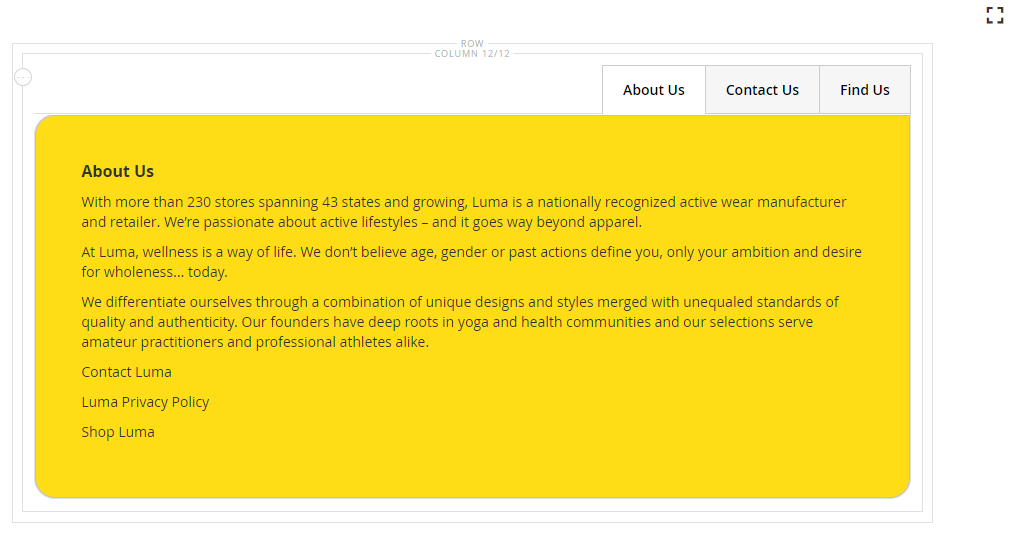 ROW
COLUMN 12/12
About Us
Contact Us
Find Us
About Us
With more than 230 stores spanning 43 states and growing, Luma is a nationally recognized active wear manufacturer
and retailer. We’re passionate about active lifestyles – and it goes way beyond apparel.
At Luma, wellness is a way of life. We don’t believe age, gender or past actions define you, only your ambition and desire
for wholeness... today.
We differentiate ourselves through a combination of unique designs and styles merged with unequaled standards of
quality and authenticity. Our founders have deep roots in yoga and health communities and our selections serve
amateur practitioners and professional athletes alike.
Contact Luma
Luma Privacy Policy
Shop Luma